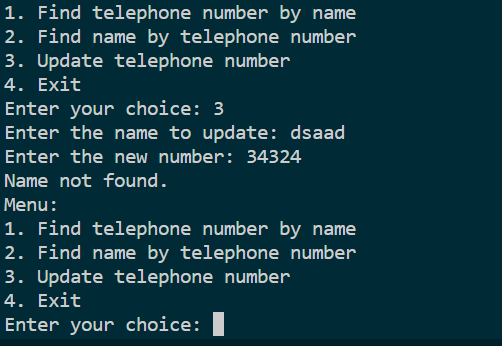 1. Find telephone number by name
2. Find name by telephone number
3. Update telephone number
4. Exit
Enter your choice: 3
Enter the name to update: dsaad
Enter the new number: 34324
Name not found.
Menu:
1. Find telephone number by name
2. Find name by telephone number
3. Update telephone number
4. Exit
Enter your choice: